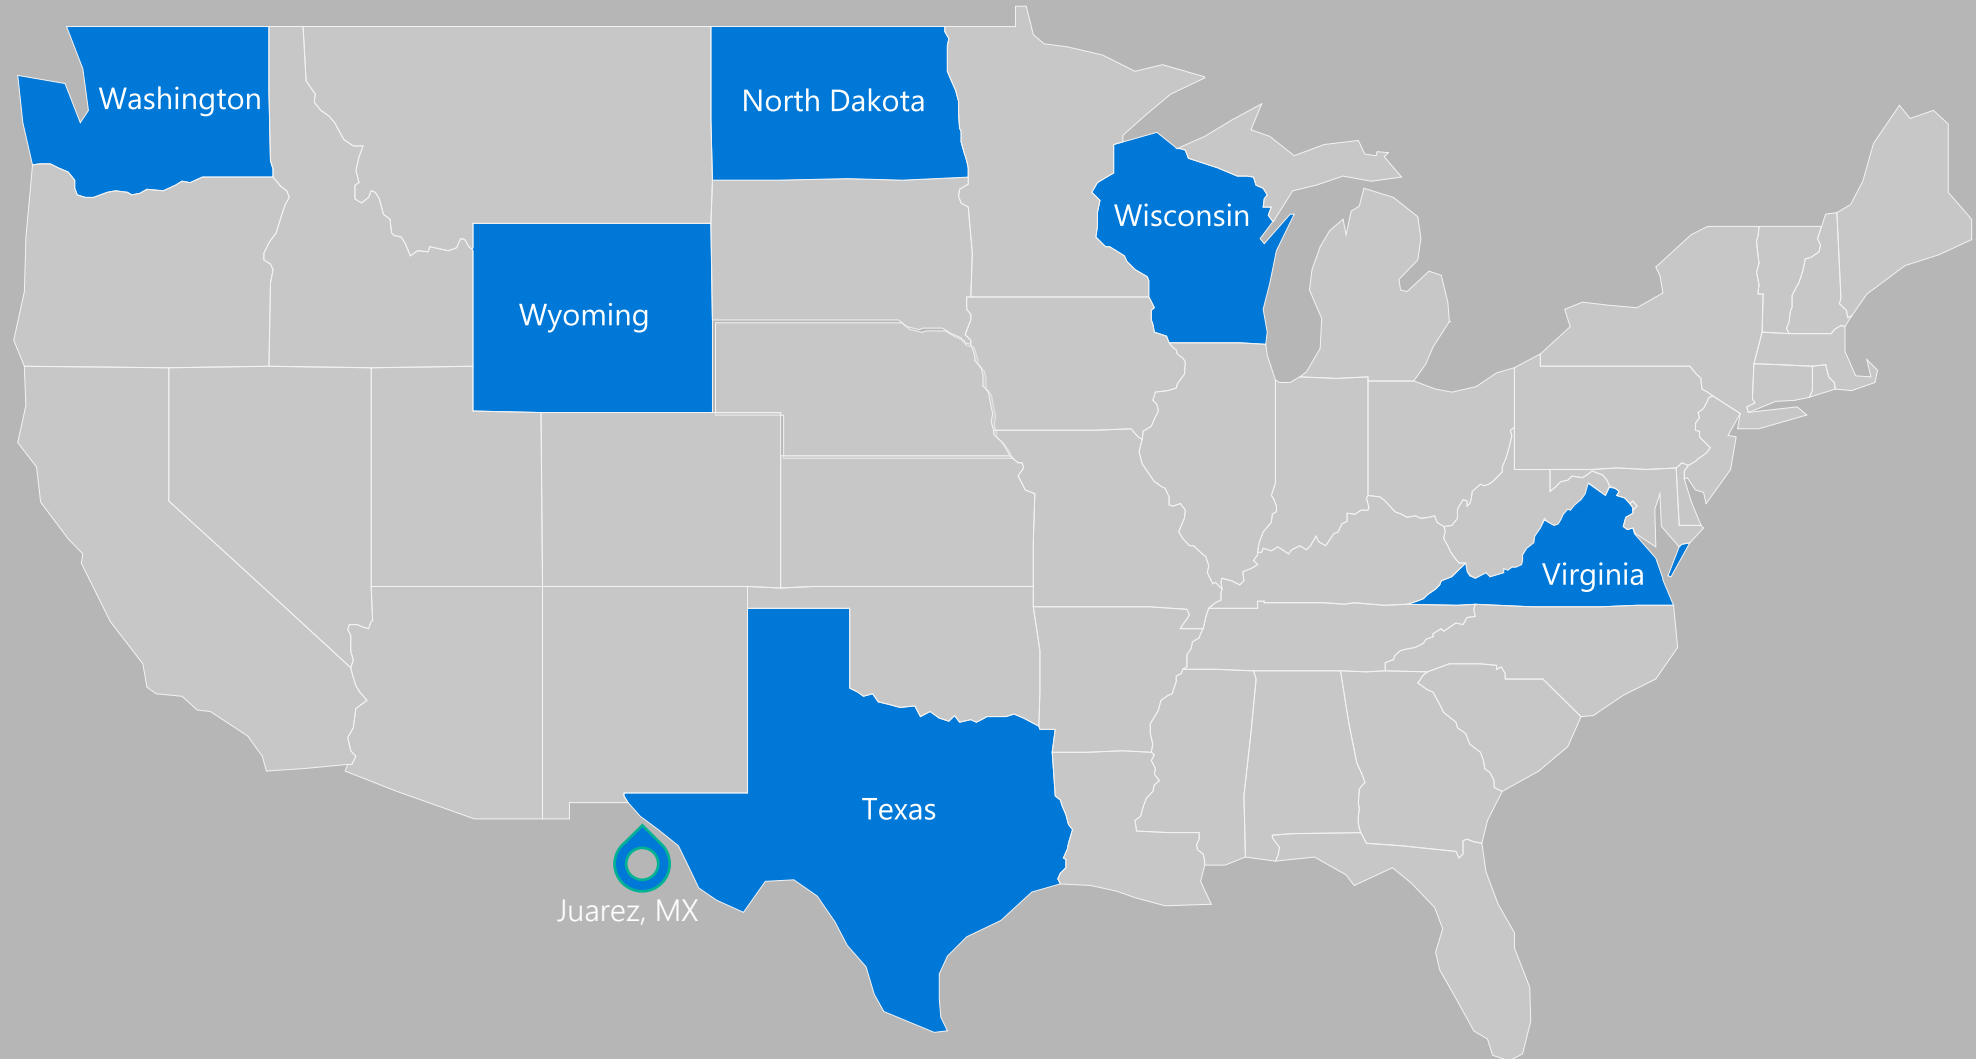 Washington
North Dakota
Wisconsin
Wyoming
Virginia
Texas
Juarez, MX